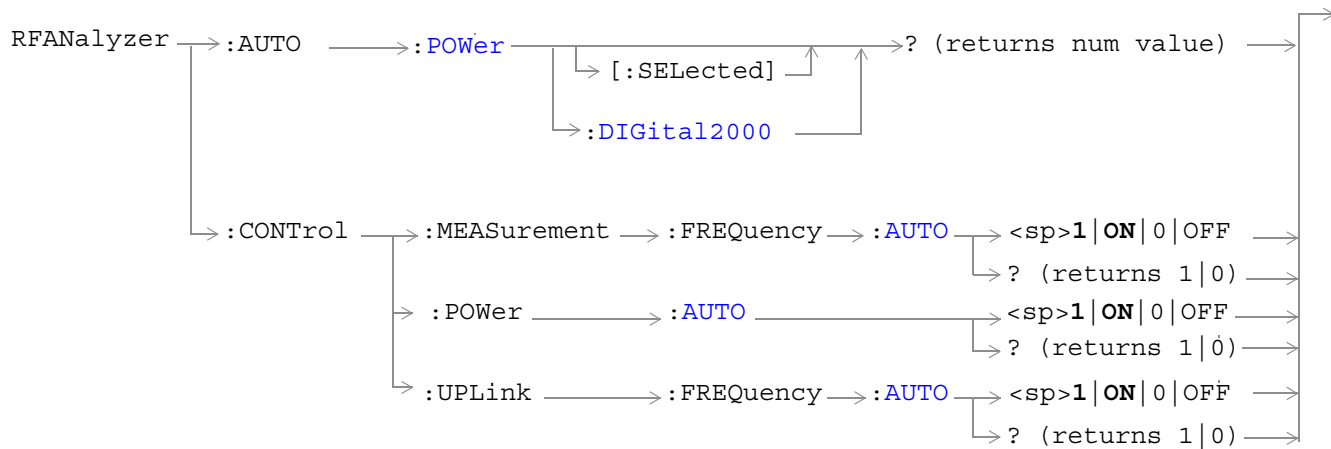 RFANalyzer :AUTO :POWer ? (returns num value)
[:SELected]
:DIGital2000
:CONTrol :MEASurement :FREQuency :AUTO <sp>1|ON|0|OFF
? (returns 1|0)
:POWer :AUTO <sp>1|ON|0|OFF
? (returns 1|0)
:UPLink :FREQuency :AUTO <sp>1|ON|0|OFF
? (returns 1|0)